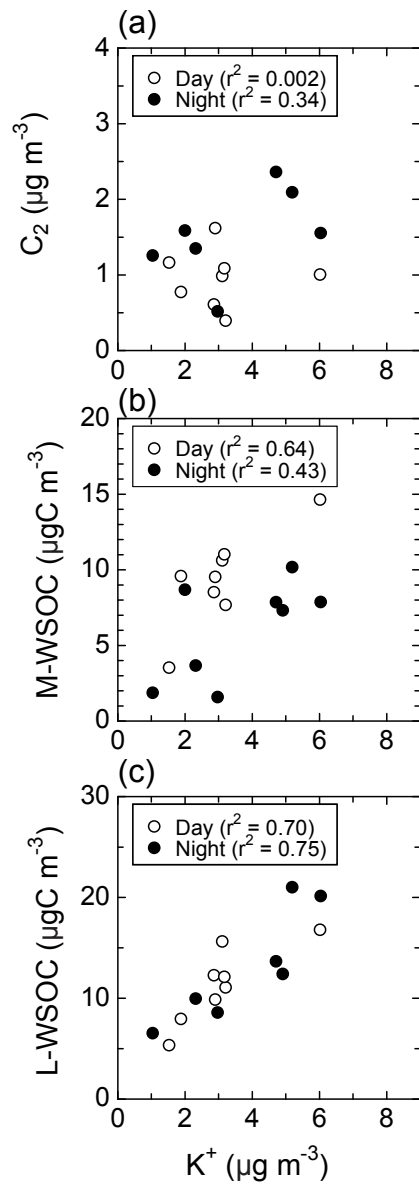 (a)
4
3
2
1
0
C₂ (µg m⁻³)
Day (r² = 0.002)
Night (r² = 0.34)
0 2 4 6 8
(b)
20
15
10
5
0
M-WSOC (µgC m⁻³)
Day (r² = 0.64)
Night (r² = 0.43)
0 2 4 6 8
(c)
30
20
10
0
L-WSOC (µgC m⁻³)
Day (r² = 0.70)
Night (r² = 0.75)
0 2 4 6 8
K⁺ (µg m⁻³)